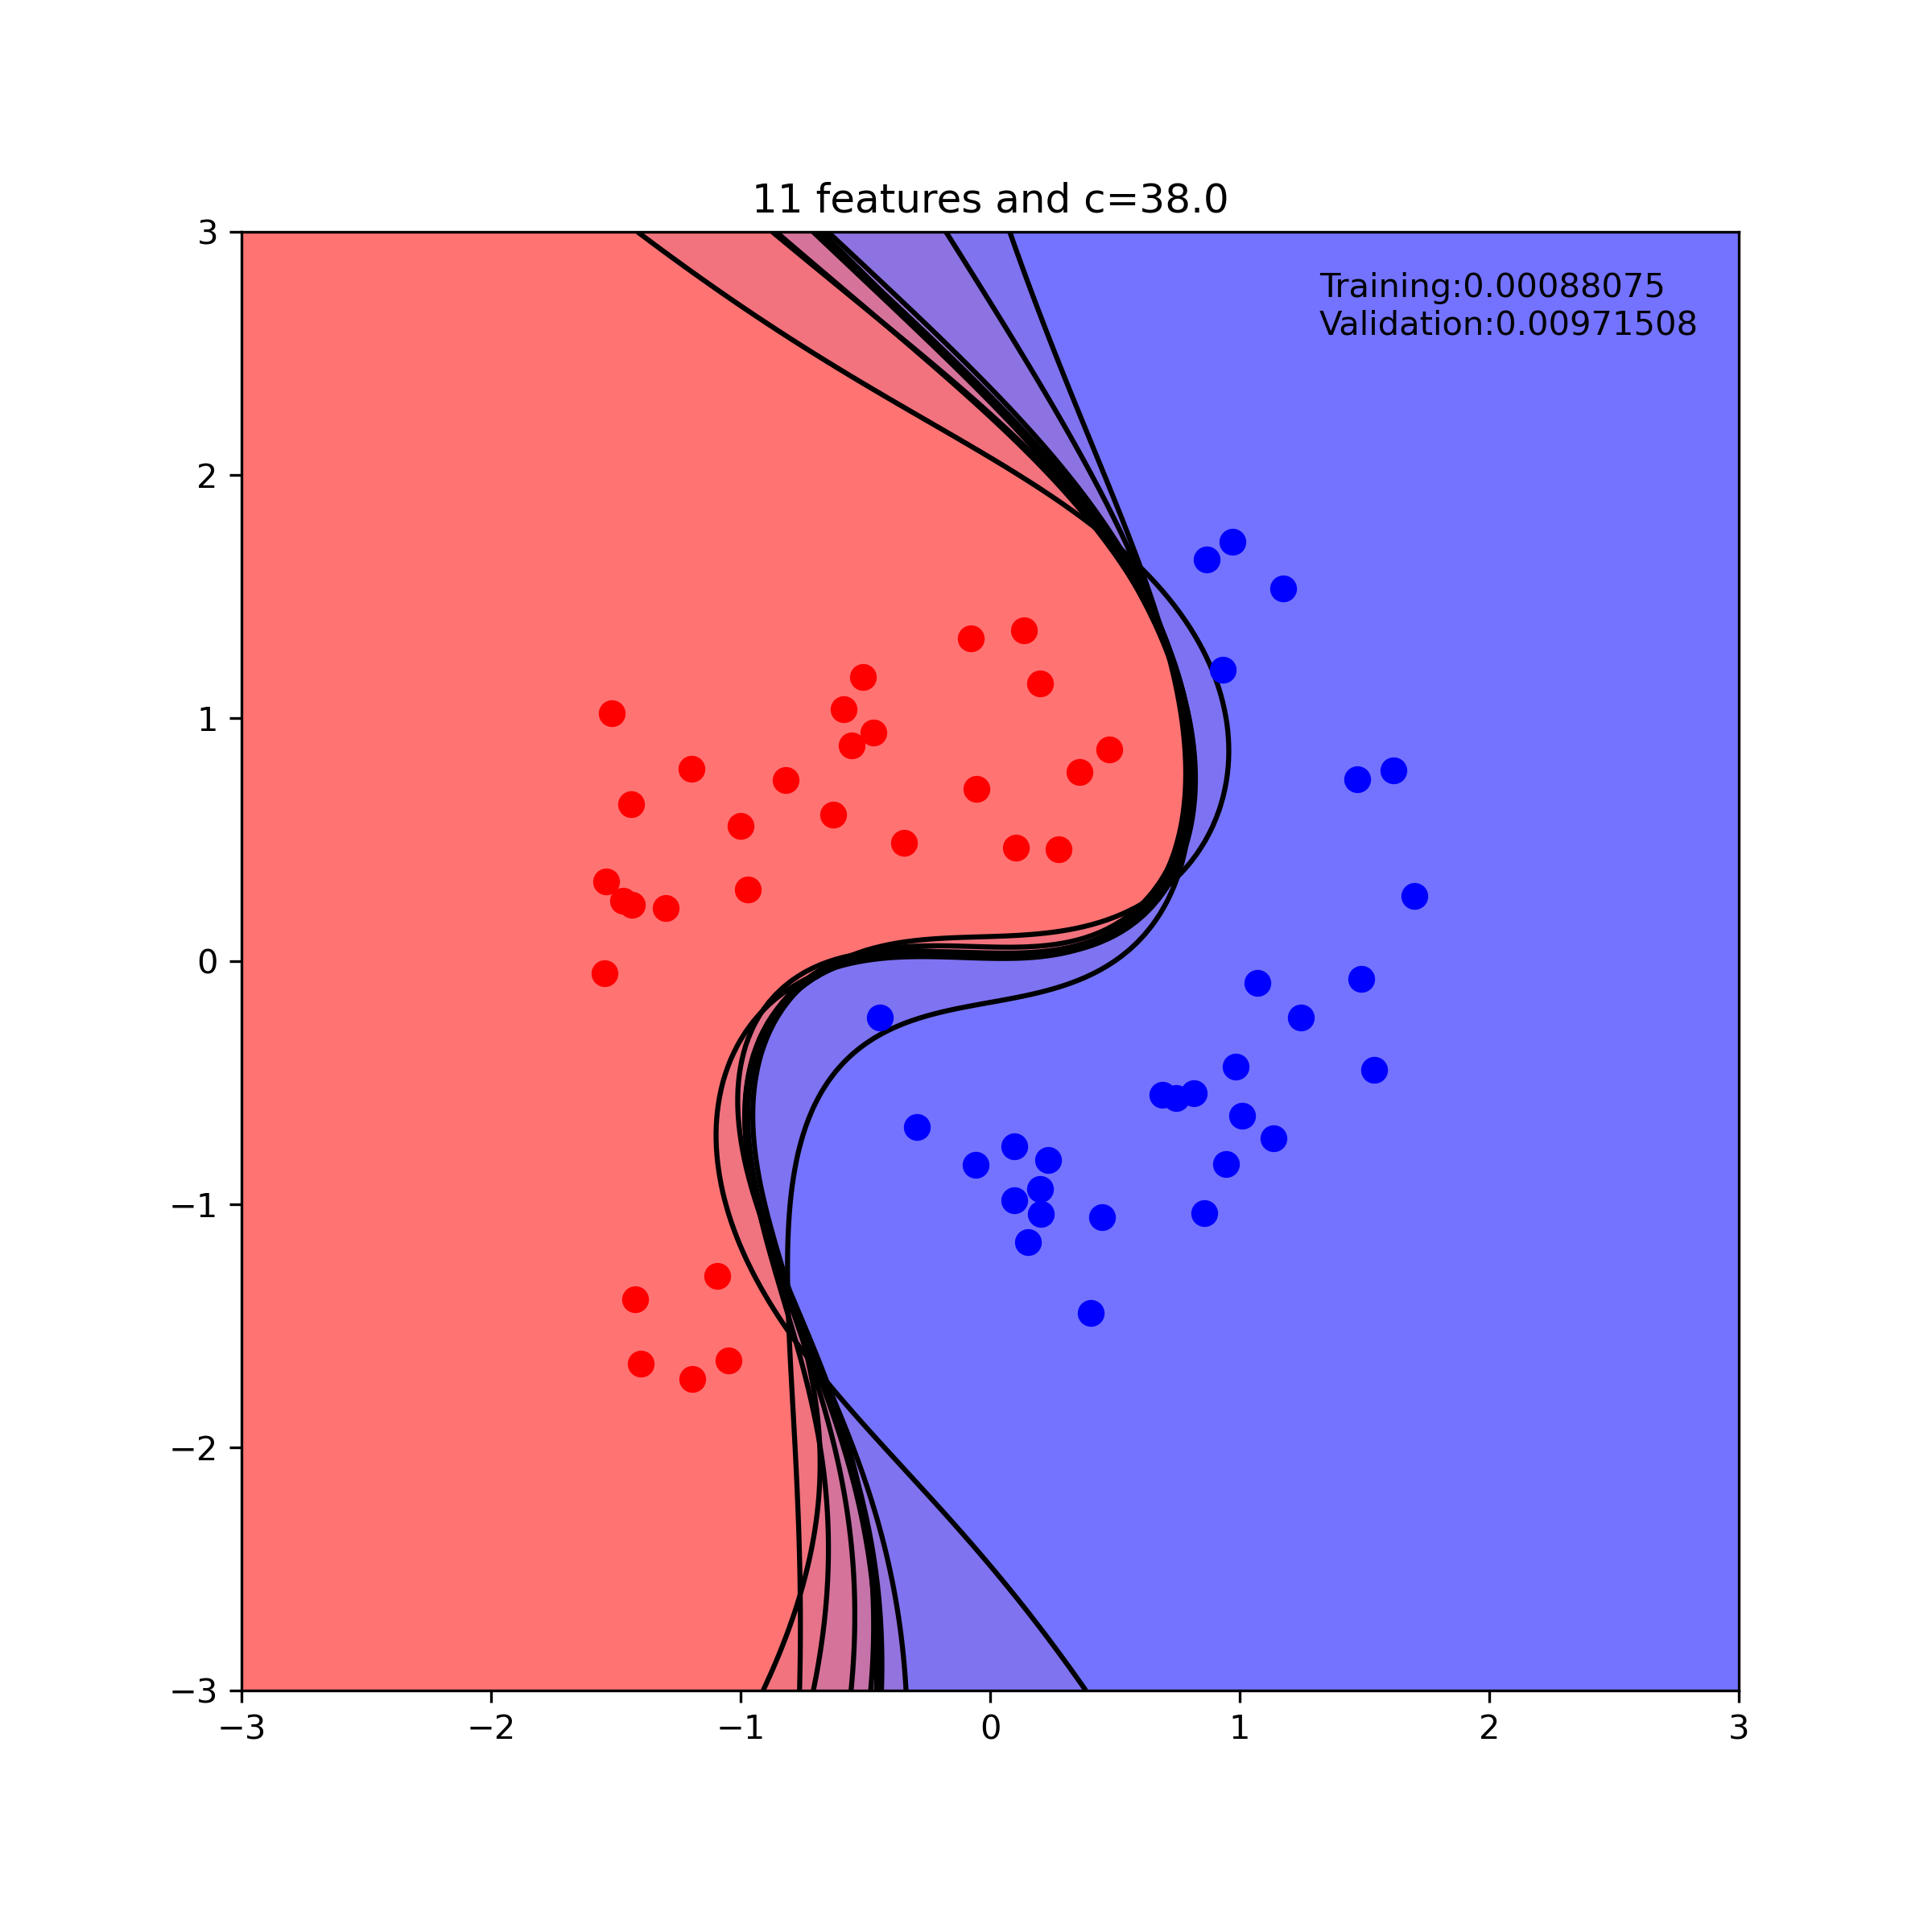 11 features and c=38.0
Training:0.00088075
Validation:0.00971508
3
2
1
0
−1
−2
−3
−3 −2 −1 0 1 2 3